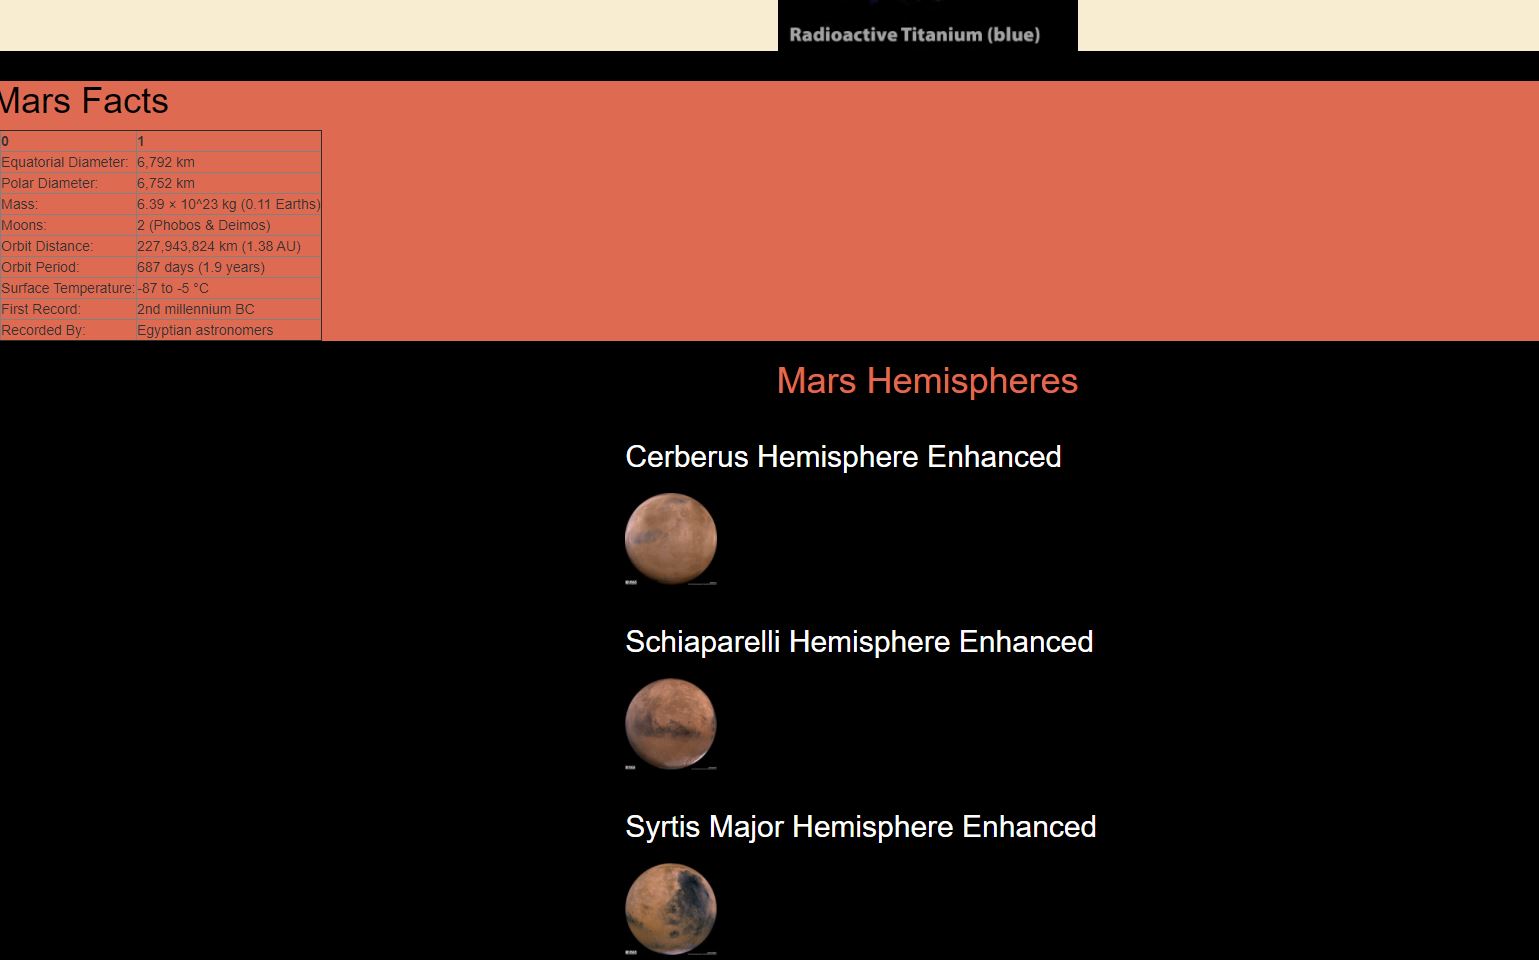 Radioactive Titanium (blue)
Mars Facts
0 1
Equatorial Diameter: 6,792 km
Polar Diameter: 6,752 km
Mass: 6.39 × 10^23 kg (0.11 Earths)
Moons: 2 (Phobos & Deimos)
Orbit Distance: 227,943,824 km (1.38 AU)
Orbit Period: 687 days (1.9 years)
Surface Temperature: -87 to -5 °C
First Record: 2nd millennium BC
Recorded By: Egyptian astronomers
Mars Hemispheres
Cerberus Hemisphere Enhanced
Schiaparelli Hemisphere Enhanced
Syrtis Major Hemisphere Enhanced